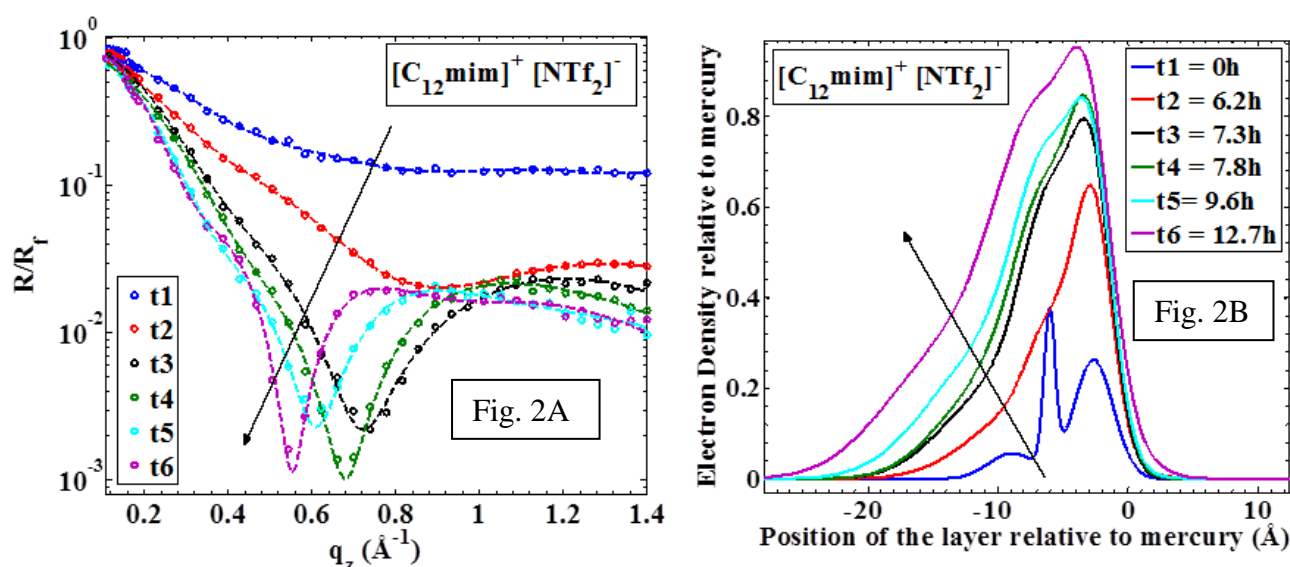 [C12mim]+ [NTf2]-
R/Rf
10^0
10^-1
10^-2
10^-3
t1
t2
t3
t4
t5
t6
Fig. 2A
0.2 0.4 0.6 0.8 1 1.2 1.4
qz (Å-1)
[C12mim]+ [NTf2]-
t1 = 0h
t2 = 6.2h
t3 = 7.3h
t4 = 7.8h
t5= 9.6h
t6 = 12.7h
Fig. 2B
Electron Density relative to mercury
0.8
0.6
0.4
0.2
0
-20 -10 0 10
Position of the layer relative to mercury (Å)